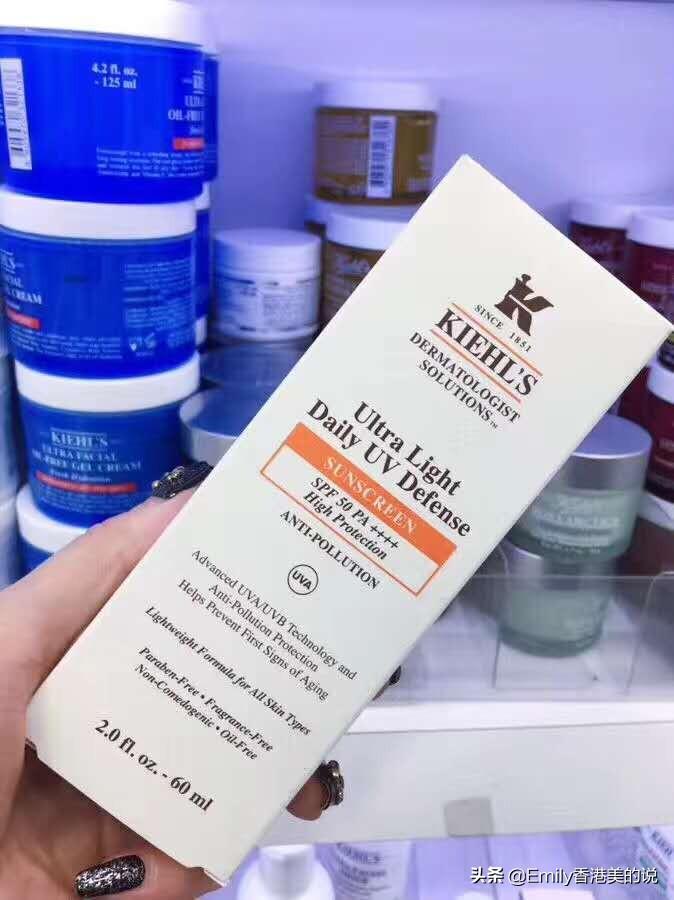 4.2 fl. oz.
- 125 ml
OIL-FREE
KIEHL'S
ULTRA FACIAL
OIL-FREE GEL CREAM
SINCE 1851
KIEHL'S
DERMATOLOGIST
SOLUTIONS™
Ultra Light
Daily UV Defense
SUNSCREEN
SPF 50 PA ++++
High Protection
ANTI-POLLUTION
UVA
Advanced UVA/UVB Technology and
Anti-Pollution Protection
Helps Prevent First Signs of Aging
Lightweight Formula for All Skin Types
Paraben-Free • Fragrance-Free
Non-Comedogenic • Oil-Free
2.0 fl. oz. - 60 ml
KIEHL'S
头条 @Emily香港美的说